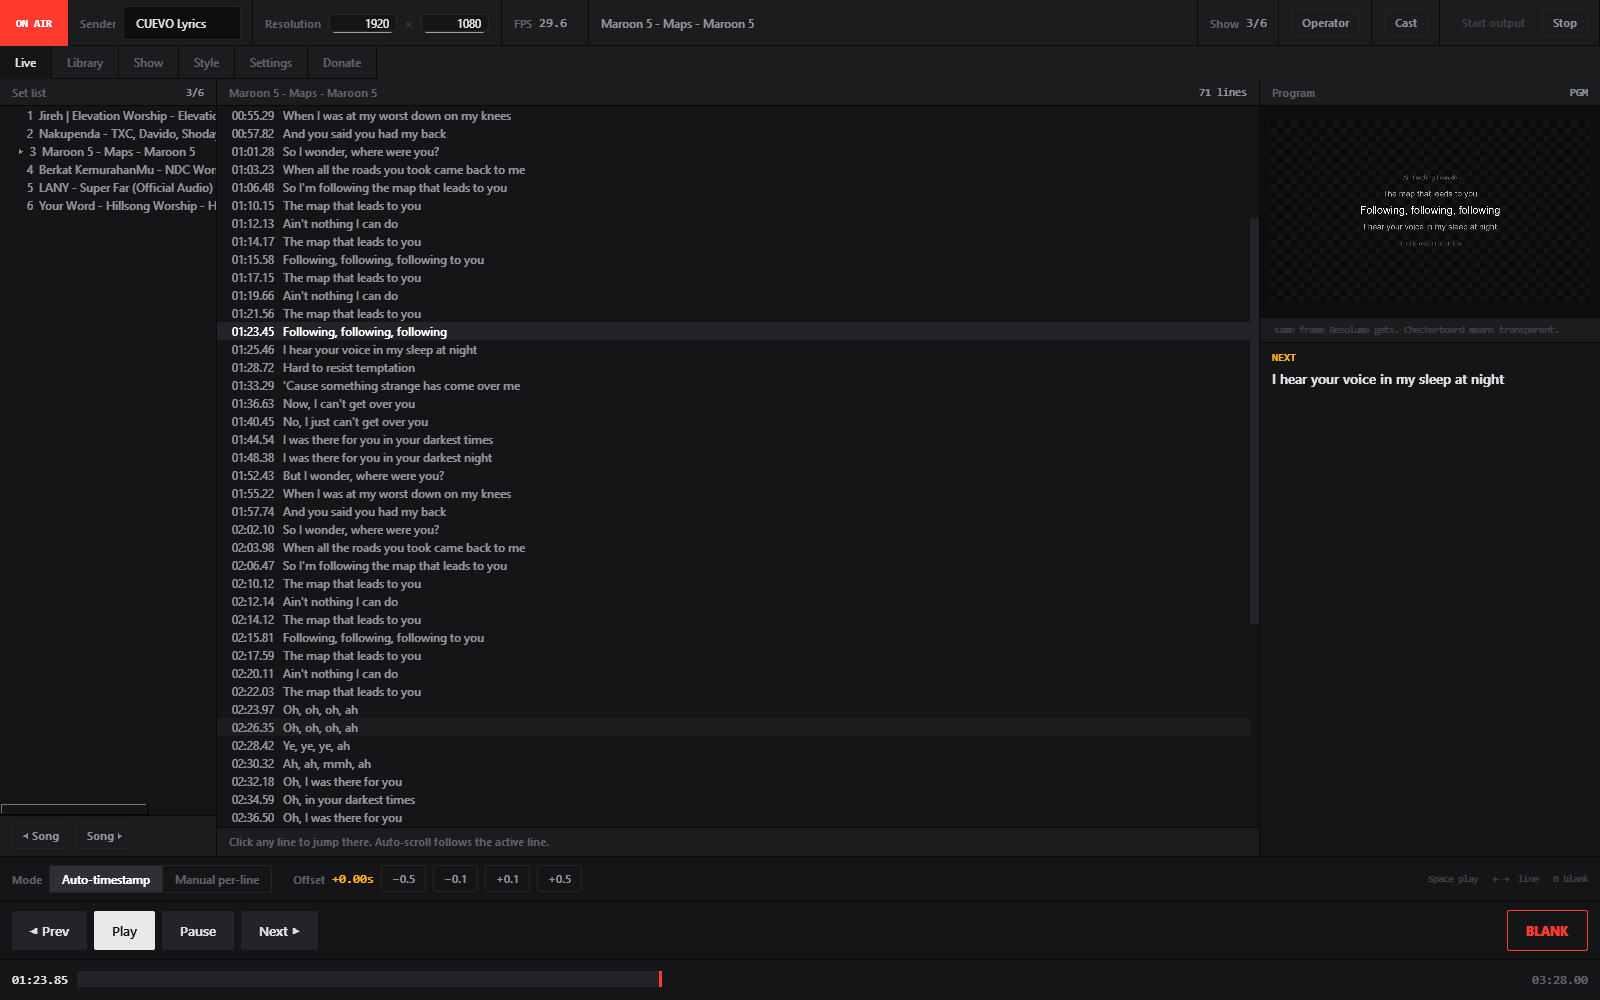 ON AIR
Sender CUEVO Lyrics
Resolution 1920 × 1080
FPS 29.6
Maroon 5 - Maps - Maroon 5
Show 3/6
Operator
Cast
Start output
Stop
Live Library Show Style Settings Donate
Set list 3/6
1 Jireh | Elevation Worship - Elevatic
2 Nakupenda - TXC, Davido, Shoda
▸ 3 Maroon 5 - Maps - Maroon 5
4 Berkat KemurahanMu - NDC Wor
5 LANY - Super Far (Official Audio)
6 Your Word - Hillsong Worship - H
◂ Song Song ▸
Maroon 5 - Maps - Maroon 5 71 lines
00:55.29 When I was at my worst down on my knees
00:57.82 And you said you had my back
01:01.28 So I wonder, where were you?
01:03.23 When all the roads you took came back to me
01:06.48 So I'm following the map that leads to you
01:10.15 The map that leads to you
01:12.13 Ain't nothing I can do
01:14.17 The map that leads to you
01:15.58 Following, following, following to you
01:17.15 The map that leads to you
01:19.66 Ain't nothing I can do
01:21.56 The map that leads to you
01:23.45 Following, following, following
01:25.46 I hear your voice in my sleep at night
01:28.72 Hard to resist temptation
01:33.29 'Cause something strange has come over me
01:36.63 Now, I can't get over you
01:40.45 No, I just can't get over you
01:44.54 I was there for you in your darkest times
01:48.38 I was there for you in your darkest night
01:52.43 But I wonder, where were you?
01:55.22 When I was at my worst down on my knees
01:57.74 And you said you had my back
02:02.10 So I wonder, where were you?
02:03.98 When all the roads you took came back to me
02:06.47 So I'm following the map that leads to you
02:10.12 The map that leads to you
02:12.14 Ain't nothing I can do
02:14.12 The map that leads to you
02:15.81 Following, following, following to you
02:17.59 The map that leads to you
02:20.11 Ain't nothing I can do
02:22.03 The map that leads to you
02:23.97 Oh, oh, oh, ah
02:26.35 Oh, oh, oh, ah
02:28.42 Ye, ye, ye, ah
02:30.32 Ah, ah, mmh, ah
02:32.18 Oh, I was there for you
02:34.59 Oh, in your darkest times
02:36.50 Oh, I was there for you
Click any line to jump there. Auto-scroll follows the active line.
Program PGM
Ain't nothing I can do
The map that leads to you
Following, following, following
I hear your voice in my sleep at night
Hard to resist temptation
same frame Resolume gets. Checkerboard means transparent.
NEXT
I hear your voice in my sleep at night
Mode Auto-timestamp Manual per-line Offset +0.00s −0.5 −0.1 +0.1 +0.5
Space play ←→ line B blank
◂ Prev Play Pause Next ▸
BLANK
01:23.85 03:28.00